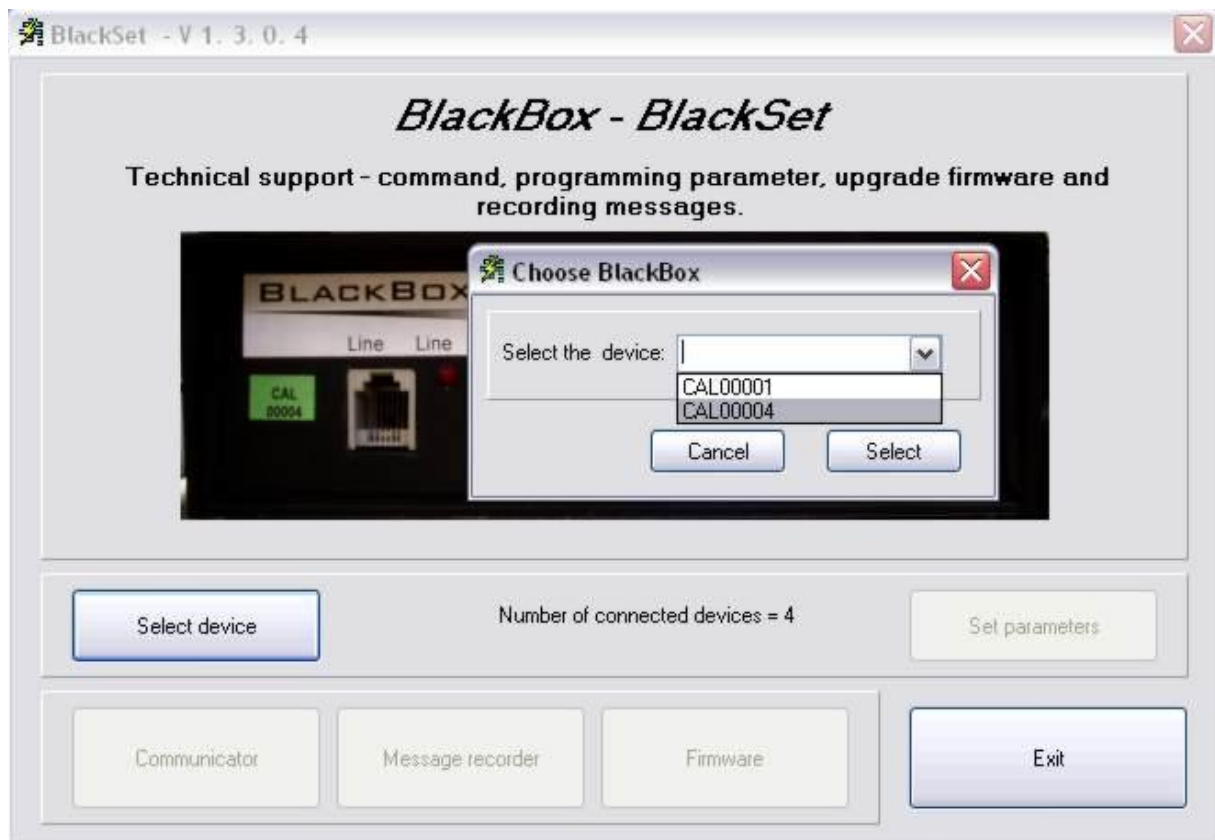 BlackSet - V 1. 3. 0. 4
BlackBox - BlackSet
Technical support - command, programming parameter, upgrade firmware and
recording messages.
BLACKBOX
Line Line
CAL
00004
Choose BlackBox
Select the device:
CAL00001
CAL00004
Cancel Select
Select device
Number of connected devices = 4
Set parameters
Communicator
Message recorder
Firmware
Exit